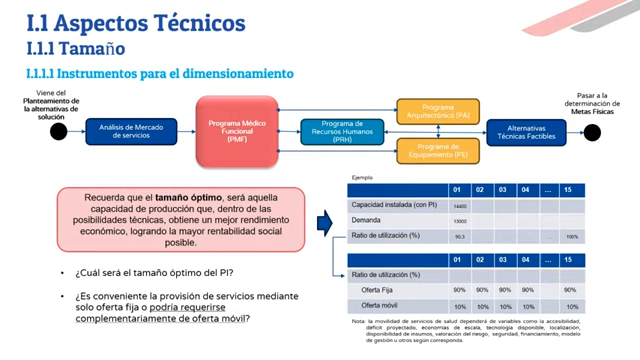 I.1 Aspectos Técnicos
I.1.1 Tamaño
I.1.1.1 Instrumentos para el dimensionamiento
Viene del
Planteamiento de
la alternativas de
solución
Análisis de Mercado
de servicios
Programa Médico
Funcional
(PMF)
Programa de
Recursos Humanos
(PRH)
Programa
Arquitectónico (PA)
Programa de
Equipamiento (PE)
Alternativas
Técnicas Factibles
Pasar a la
determinación de
Metas Físicas
Recuerda que el tamaño óptimo, será aquella
capacidad de producción que, dentro de las
posibilidades técnicas, obtiene un mejor rendimiento
económico, logrando la mayor rentabilidad social
posible.
• ¿Cuál será el tamaño óptimo del PI?
• ¿Es conveniente la provisión de servicios mediante
solo oferta fija o podría requerirse
complementariamente de oferta móvil?
Ejemplo
01 02 03 04 ... 15
Capacidad instalada (con PI) 14400
Demanda 13000
Ratio de utilización (%) 90.3 ... 100%
01 02 03 04 ... 15
Ratio de utilización (%)
Oferta Fija 90% 90% 90% 90% 90%
Oferta móvil 10% 10% 10% 10% 10%
Nota: la movilidad de servicios de salud dependerá de variables como la accesibilidad,
déficit proyectado, economías de escala, tecnología disponible, localización,
disponibilidad de insumos, valoración del riesgo, seguridad, financiamiento, modelo
de gestión u otros según corresponda.